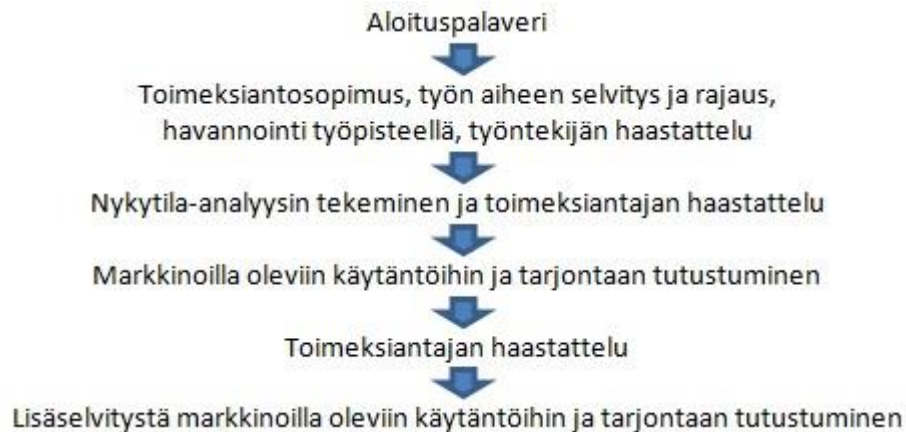 Aloituspalaveri
Toimeksiantosopimus, työn aiheen selvitys ja rajaus,
havannointi työpisteellä, työntekijän haastattelu
Nykytila-analyysin tekeminen ja toimeksiantajan haastattelu
Markkinoilla oleviin käytäntöihin ja tarjontaan tutustuminen
Toimeksiantajan haastattelu
Lisäselvitystä markkinoilla oleviin käytäntöihin ja tarjontaan tutustuminen